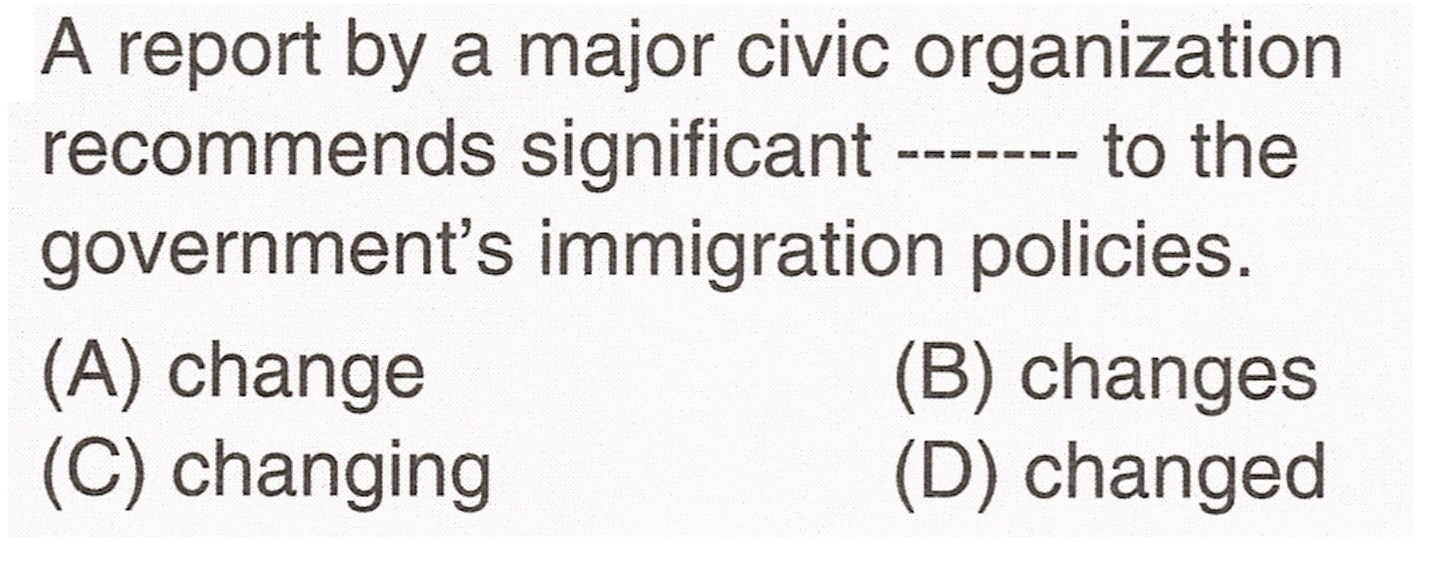 A report by a major civic organization
recommends significant ------- to the
government’s immigration policies.
(A) change (B) changes
(C) changing (D) changed